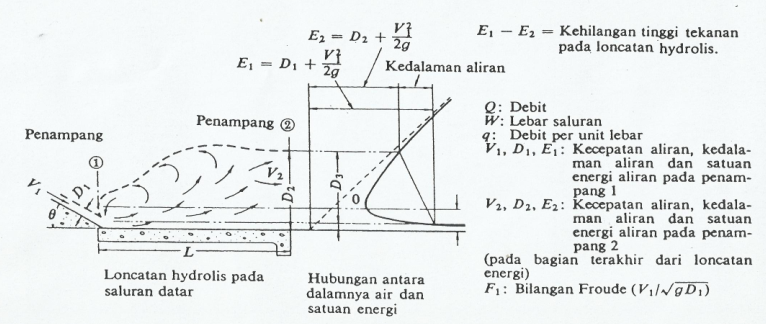 E₂ = D₂ + V₁²/2g
E₁ = D₁ + V₁²/2g
Kedalaman aliran
E₁ − E₂ = Kehilangan tinggi tekanan
pada loncatan hydrolis.
Penampang
①
Penampang ②
V₁
D₁
θ
V₂
D₂
D₃
O
L
Loncatan hydrolis pada
saluran datar
Hubungan antara
dalamnya air dan
satuan energi
Q: Debit
W: Lebar saluran
q: Debit per unit lebar
V₁, D₁, E₁: Kecepatan aliran, kedala-
man aliran dan satuan
energi aliran pada penam-
pang 1
V₂, D₂, E₂: Kecepatan aliran, kedala-
man aliran dan satuan
energi aliran pada penam-
pang 2
(pada bagian terakhir dari loncatan
energi)
F₁: Bilangan Froude (V₁/√gD₁)